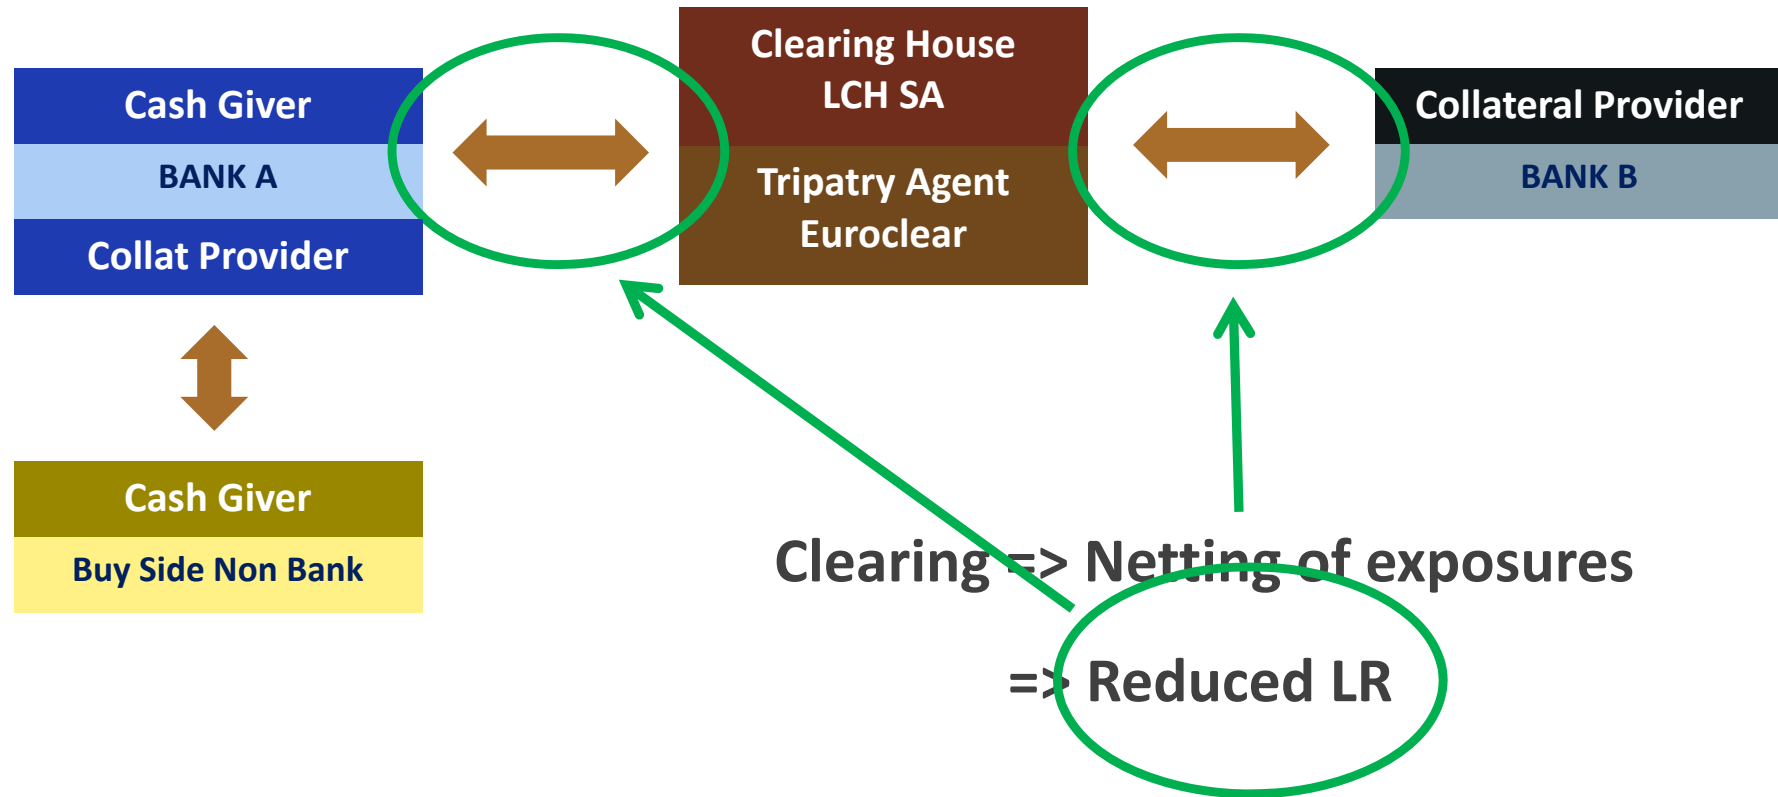 Cash Giver
BANK A
Collat Provider
Clearing House
LCH SA
Tripatry Agent
Euroclear
Collateral Provider
BANK B
Cash Giver
Buy Side Non Bank
Clearing => Netting of exposures
=> Reduced LR